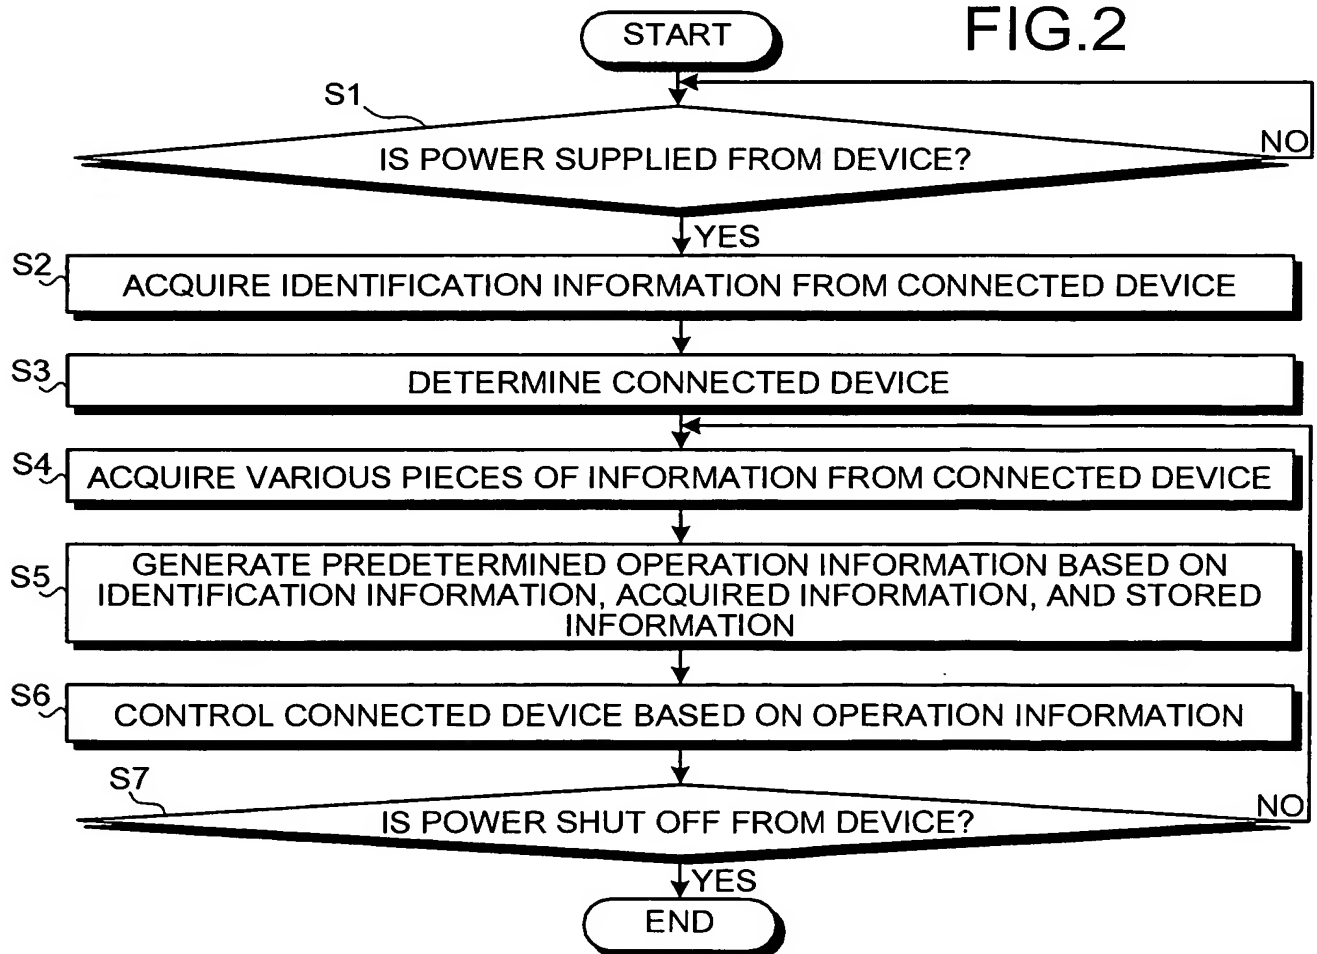 FIG.2
START
S1
IS POWER SUPPLIED FROM DEVICE?
NO
YES
S2
ACQUIRE IDENTIFICATION INFORMATION FROM CONNECTED DEVICE
S3
DETERMINE CONNECTED DEVICE
S4
ACQUIRE VARIOUS PIECES OF INFORMATION FROM CONNECTED DEVICE
S5
GENERATE PREDETERMINED OPERATION INFORMATION BASED ON
IDENTIFICATION INFORMATION, ACQUIRED INFORMATION, AND STORED
INFORMATION
S6
CONTROL CONNECTED DEVICE BASED ON OPERATION INFORMATION
S7
IS POWER SHUT OFF FROM DEVICE?
NO
YES
END